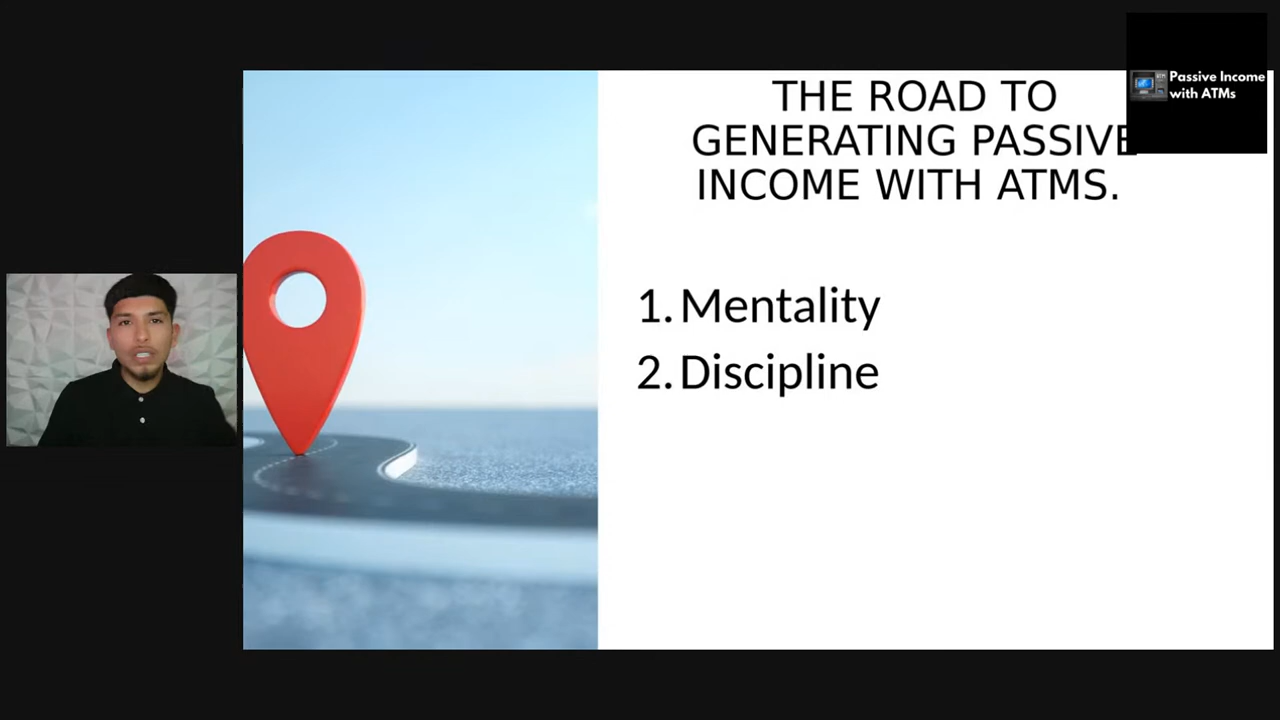 THE ROAD TO
GENERATING PASSIVE
INCOME WITH ATMS.
Passive Income
with ATMs
1. Mentality
2. Discipline